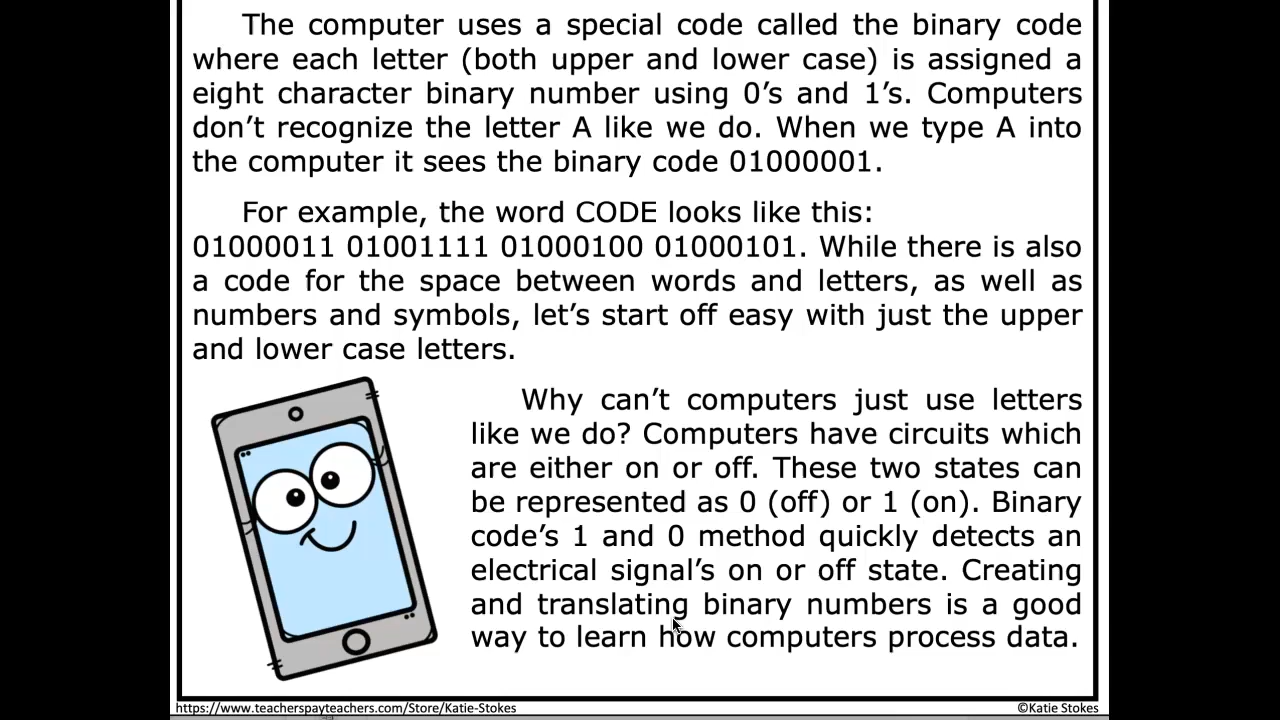 The computer uses a special code called the binary code
where each letter (both upper and lower case) is assigned a
eight character binary number using 0’s and 1’s. Computers
don’t recognize the letter A like we do. When we type A into
the computer it sees the binary code 01000001.
For example, the word CODE looks like this:
01000011 01001111 01000100 01000101. While there is also
a code for the space between words and letters, as well as
numbers and symbols, let’s start off easy with just the upper
and lower case letters.
Why can’t computers just use letters
like we do? Computers have circuits which
are either on or off. These two states can
be represented as 0 (off) or 1 (on). Binary
code’s 1 and 0 method quickly detects an
electrical signal’s on or off state. Creating
and translating binary numbers is a good
way to learn how computers process data.
https://www.teacherspayteachers.com/Store/Katie-Stokes
©Katie Stokes